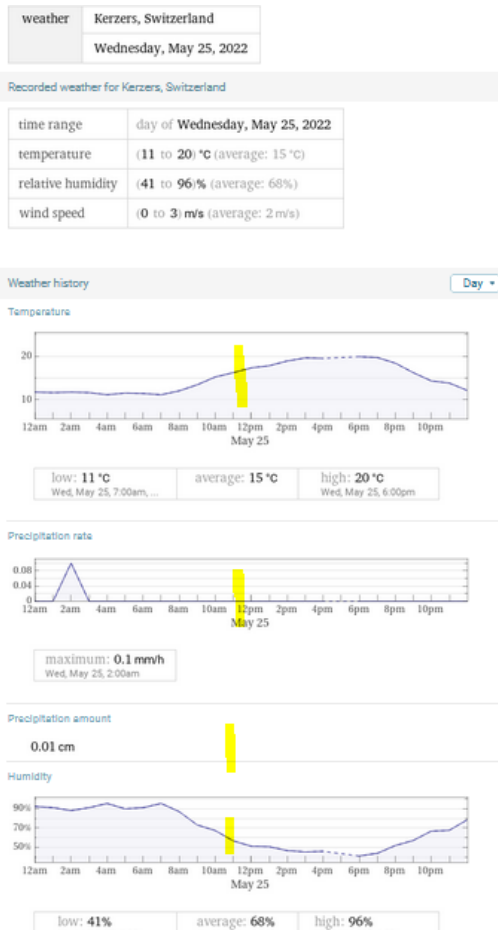 weather Kerzers, Switzerland
Wednesday, May 25, 2022
Recorded weather for Kerzers, Switzerland
time range day of Wednesday, May 25, 2022
temperature (11 to 20) °C (average: 15 °C)
relative humidity (41 to 96)% (average: 68%)
wind speed (0 to 3) m/s (average: 2 m/s)
Weather history Day
Temperature
20
10
12am 2am 4am 6am 8am 10am 12pm 2pm 4pm 6pm 8pm 10pm
May 25
low: 11 °C average: 15 °C high: 20 °C
Wed, May 25, 7:00am, ... Wed, May 25, 6:00pm
Precipitation rate
0.08
0.04
0
12am 2am 4am 6am 8am 10am 12pm 2pm 4pm 6pm 8pm 10pm
May 25
maximum: 0.1 mm/h
Wed, May 25, 2:00am
Precipitation amount
0.01 cm
Humidity
90%
70%
50%
12am 2am 4am 6am 8am 10am 12pm 2pm 4pm 6pm 8pm 10pm
May 25
low: 41% average: 68% high: 96%